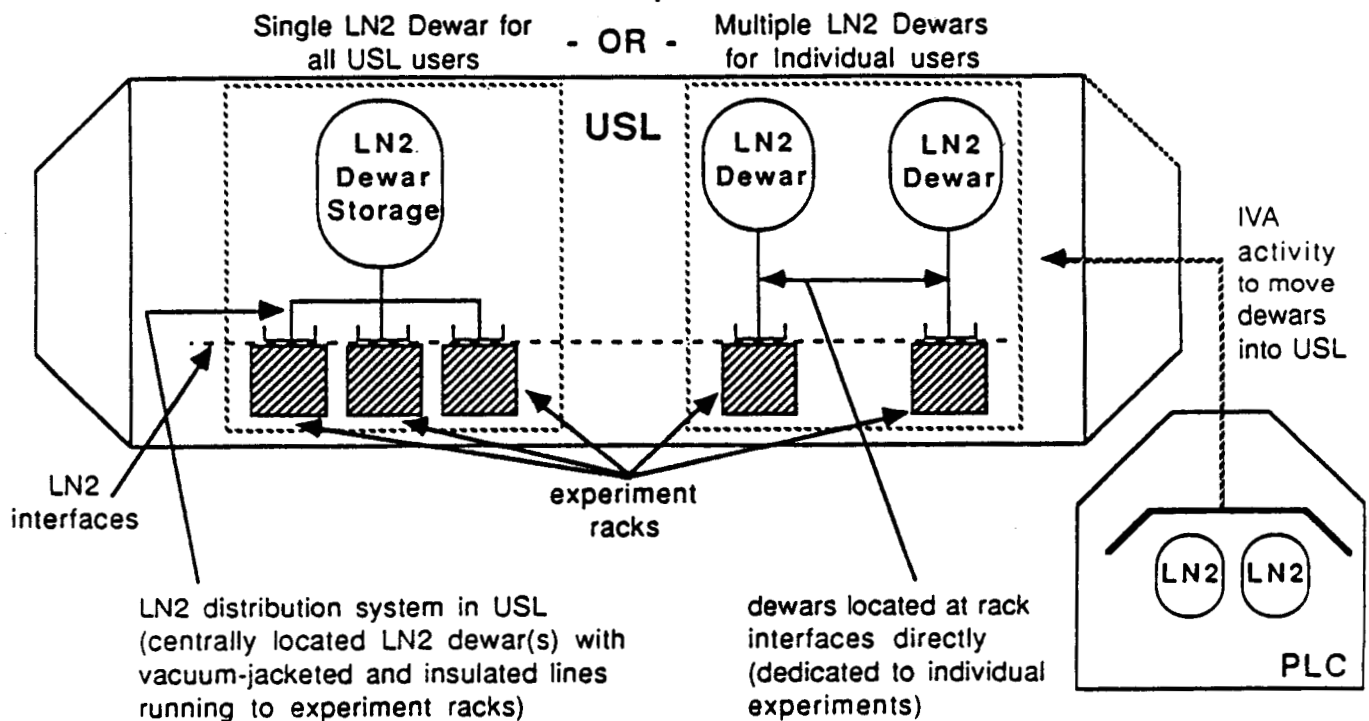 Single LN2 Dewar for
all USL users
- OR -
Multiple LN2 Dewars
for Individual users
USL
LN2
Dewar
Storage
LN2
Dewar
LN2
Dewar
IVA
activity
to move
dewars
into USL
LN2
interfaces
experiment
racks
LN2 distribution system in USL
(centrally located LN2 dewar(s) with
vacuum-jacketed and insulated lines
running to experiment racks)
dewars located at rack
interfaces directly
(dedicated to individual
experiments)
LN2
LN2
PLC